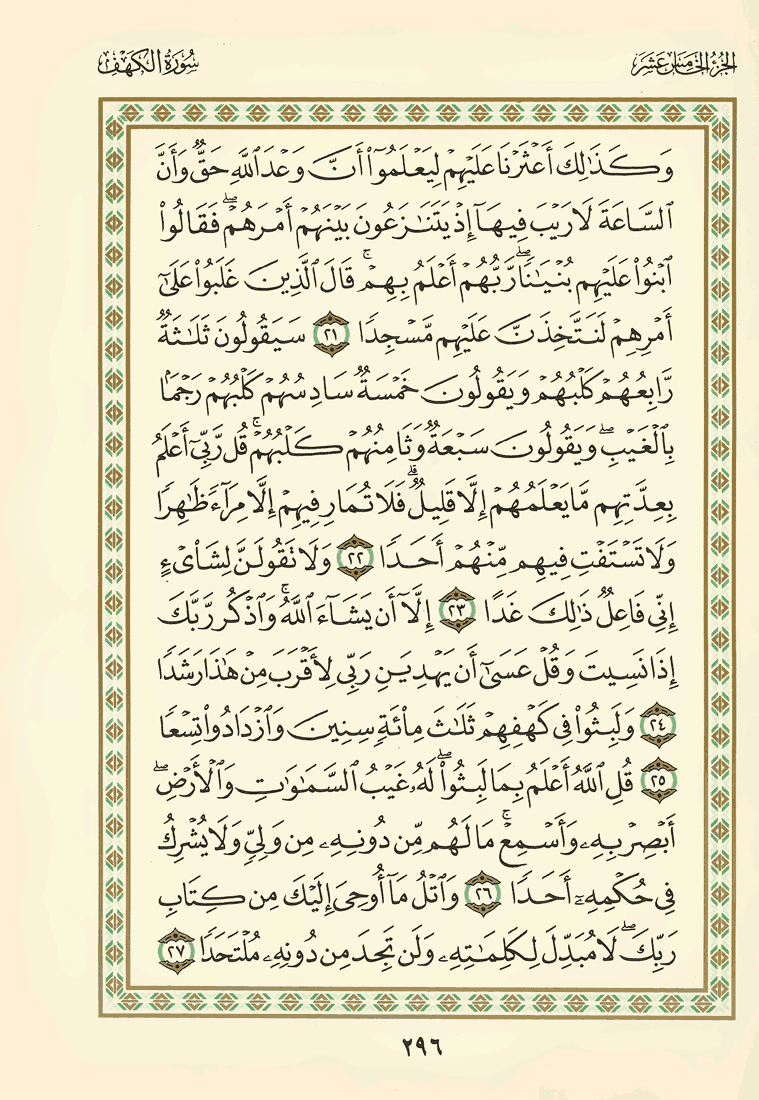 الجزء الخامس عشر
سورة الكهف
وَكَذَٰلِكَ أَعْثَرْنَا عَلَيْهِمْ لِيَعْلَمُوٓا۟ أَنَّ وَعْدَ ٱللَّهِ حَقٌّ وَأَنَّ
ٱلسَّاعَةَ لَا رَيْبَ فِيهَآ إِذْ يَتَنَٰزَعُونَ بَيْنَهُمْ أَمْرَهُمْ ۖ فَقَالُوا۟
ٱبْنُوا۟ عَلَيْهِم بُنْيَٰنًا ۖ رَّبُّهُمْ أَعْلَمُ بِهِمْ ۚ قَالَ ٱلَّذِينَ غَلَبُوا۟ عَلَىٰٓ
أَمْرِهِمْ لَنَتَّخِذَنَّ عَلَيْهِم مَّسْجِدًا ٢١ سَيَقُولُونَ ثَلَٰثَةٌ
رَّابِعُهُمْ كَلْبُهُمْ وَيَقُولُونَ خَمْسَةٌ سَادِسُهُمْ كَلْبُهُمْ رَجْمًۢا
بِٱلْغَيْبِ ۖ وَيَقُولُونَ سَبْعَةٌ وَثَامِنُهُمْ كَلْبُهُمْ ۚ قُل رَّبِّىٓ أَعْلَمُ
بِعِدَّتِهِم مَّا يَعْلَمُهُمْ إِلَّا قَلِيلٌ ۗ فَلَا تُمَارِ فِيهِمْ إِلَّا مِرَآءً ظَٰهِرًا
وَلَا تَسْتَفْتِ فِيهِم مِّنْهُمْ أَحَدًا ٢٢ وَلَا تَقُولَنَّ لِشَا۟ىْءٍ
إِنِّى فَاعِلٌ ذَٰلِكَ غَدًا ٢٣ إِلَّآ أَن يَشَآءَ ٱللَّهُ ۚ وَٱذْكُر رَّبَّكَ
إِذَا نَسِيتَ وَقُلْ عَسَىٰٓ أَن يَهْدِيَنِ رَبِّى لِأَقْرَبَ مِنْ هَٰذَا رَشَدًا
٢٤ وَلَبِثُوا۟ فِى كَهْفِهِمْ ثَلَٰثَ مِا۟ئَةٍ سِنِينَ وَٱزْدَادُوا۟ تِسْعًا
٢٥ قُلِ ٱللَّهُ أَعْلَمُ بِمَا لَبِثُوا۟ ۖ لَهُۥ غَيْبُ ٱلسَّمَٰوَٰتِ وَٱلْأَرْضِ ۖ
أَبْصِرْ بِهِۦ وَأَسْمِعْ ۚ مَا لَهُم مِّن دُونِهِۦ مِن وَلِىٍّ وَلَا يُشْرِكُ
فِى حُكْمِهِۦٓ أَحَدًا ٢٦ وَٱتْلُ مَآ أُوحِىَ إِلَيْكَ مِن كِتَابِ
رَبِّكَ ۖ لَا مُبَدِّلَ لِكَلِمَٰتِهِۦ وَلَن تَجِدَ مِن دُونِهِۦ مُلْتَحَدًا ٢٧
٢٩٦